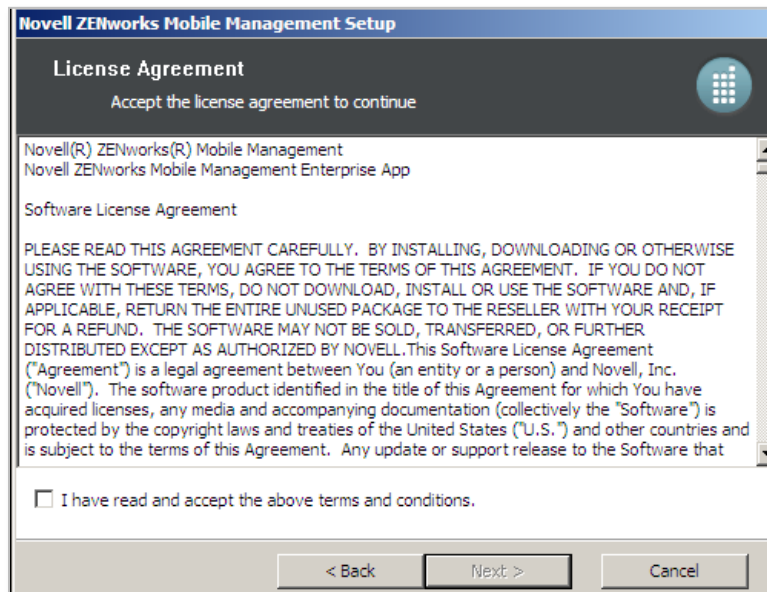 Novell ZENworks Mobile Management Setup
License Agreement
Accept the license agreement to continue
Novell(R) ZENworks(R) Mobile Management
Novell ZENworks Mobile Management Enterprise App
Software License Agreement
PLEASE READ THIS AGREEMENT CAREFULLY.  BY INSTALLING, DOWNLOADING OR OTHERWISE
USING THE SOFTWARE, YOU AGREE TO THE TERMS OF THIS AGREEMENT.  IF YOU DO NOT
AGREE WITH THESE TERMS, DO NOT DOWNLOAD, INSTALL OR USE THE SOFTWARE AND, IF
APPLICABLE, RETURN THE ENTIRE UNUSED PACKAGE TO THE RESELLER WITH YOUR RECEIPT
FOR A REFUND.  THE SOFTWARE MAY NOT BE SOLD, TRANSFERRED, OR FURTHER
DISTRIBUTED EXCEPT AS AUTHORIZED BY NOVELL.This Software License Agreement
("Agreement") is a legal agreement between You (an entity or a person) and Novell, Inc.
("Novell").  The software product identified in the title of this Agreement for which You have
acquired licenses, any media and accompanying documentation (collectively the "Software") is
protected by the copyright laws and treaties of the United States ("U.S.") and other countries and
is subject to the terms of this Agreement.  Any update or support release to the Software that
I have read and accept the above terms and conditions.
< Back
Next >
Cancel